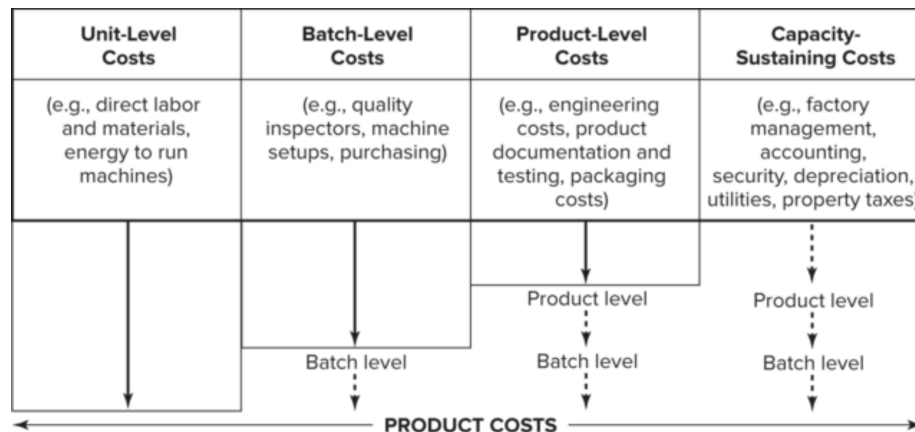 Unit-Level
Costs
Batch-Level
Costs
Product-Level
Costs
Capacity-
Sustaining Costs
(e.g., direct labor
and materials,
energy to run
machines)
(e.g., quality
inspectors, machine
setups, purchasing)
(e.g., engineering
costs, product
documentation and
testing, packaging
costs)
(e.g., factory
management,
accounting,
security, depreciation,
utilities, property taxes)
Product level
Product level
Batch level
Batch level
Batch level
PRODUCT COSTS